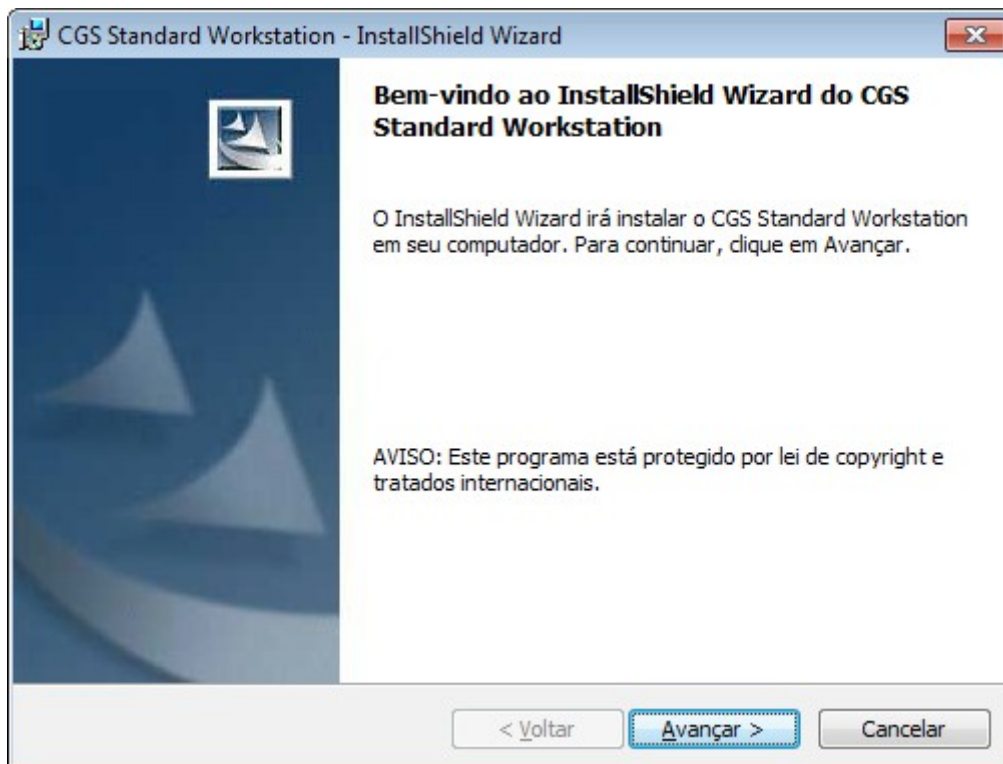 CGS Standard Workstation - InstallShield Wizard
Bem-vindo ao InstallShield Wizard do CGS
Standard Workstation
O InstallShield Wizard irá instalar o CGS Standard Workstation
em seu computador. Para continuar, clique em Avançar.
AVISO: Este programa está protegido por lei de copyright e
tratados internacionais.
< Voltar
Avançar >
Cancelar